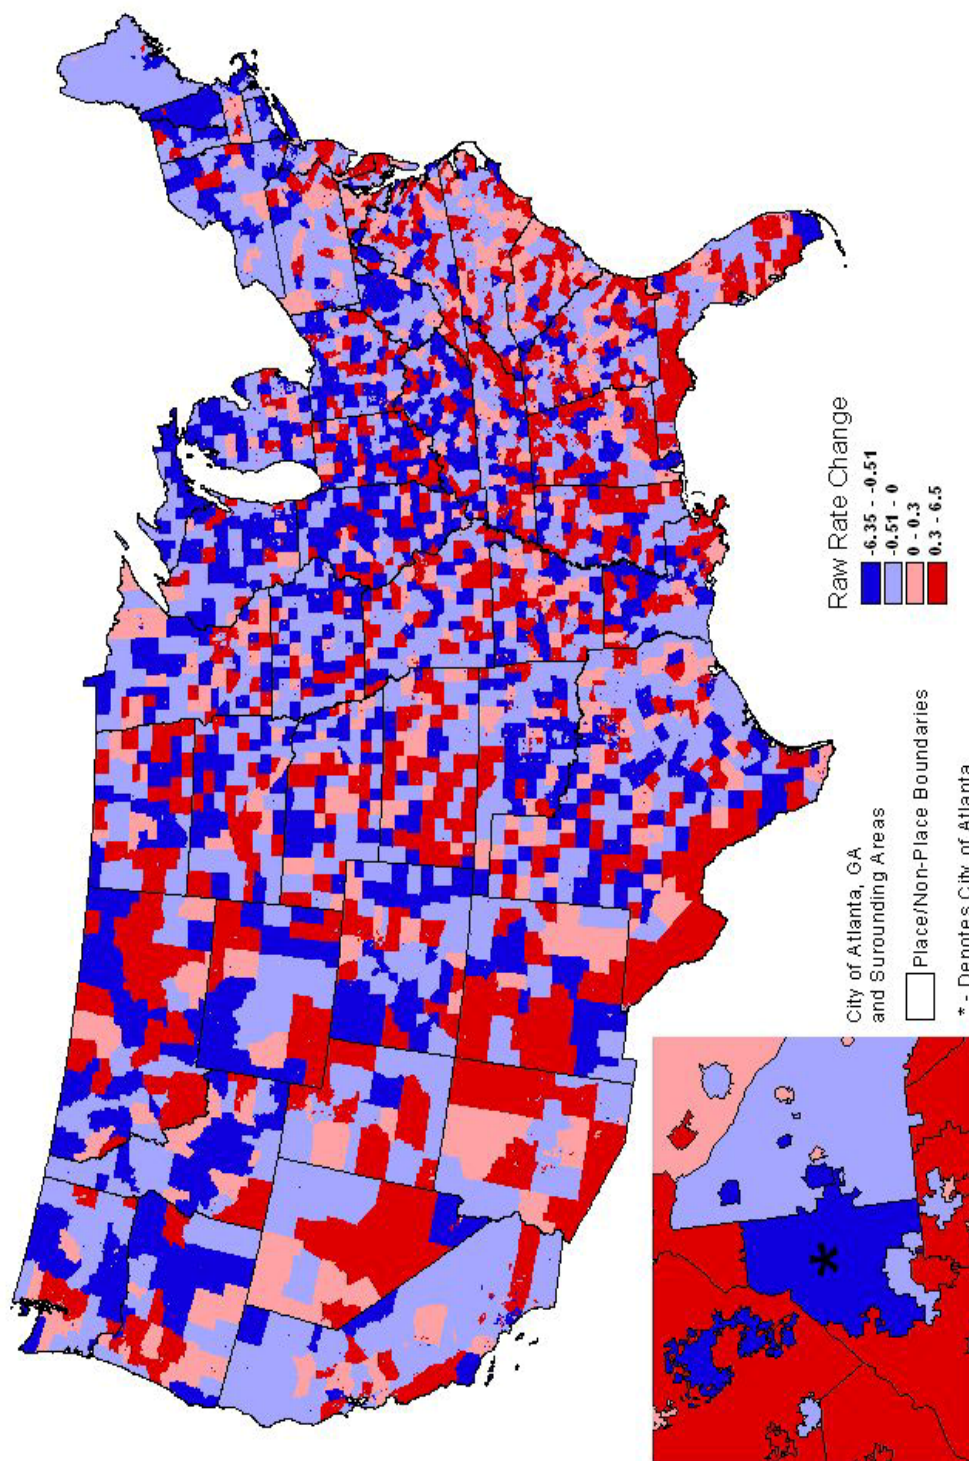 Raw Rate Change
-6.35 - -0.51
-0.51 - 0
0 - 0.3
0.3 - 6.5
City of Atlanta, GA
and Surounding Areas
Place/Non-Place Boundaries
* - Denotes City of Atlanta
*